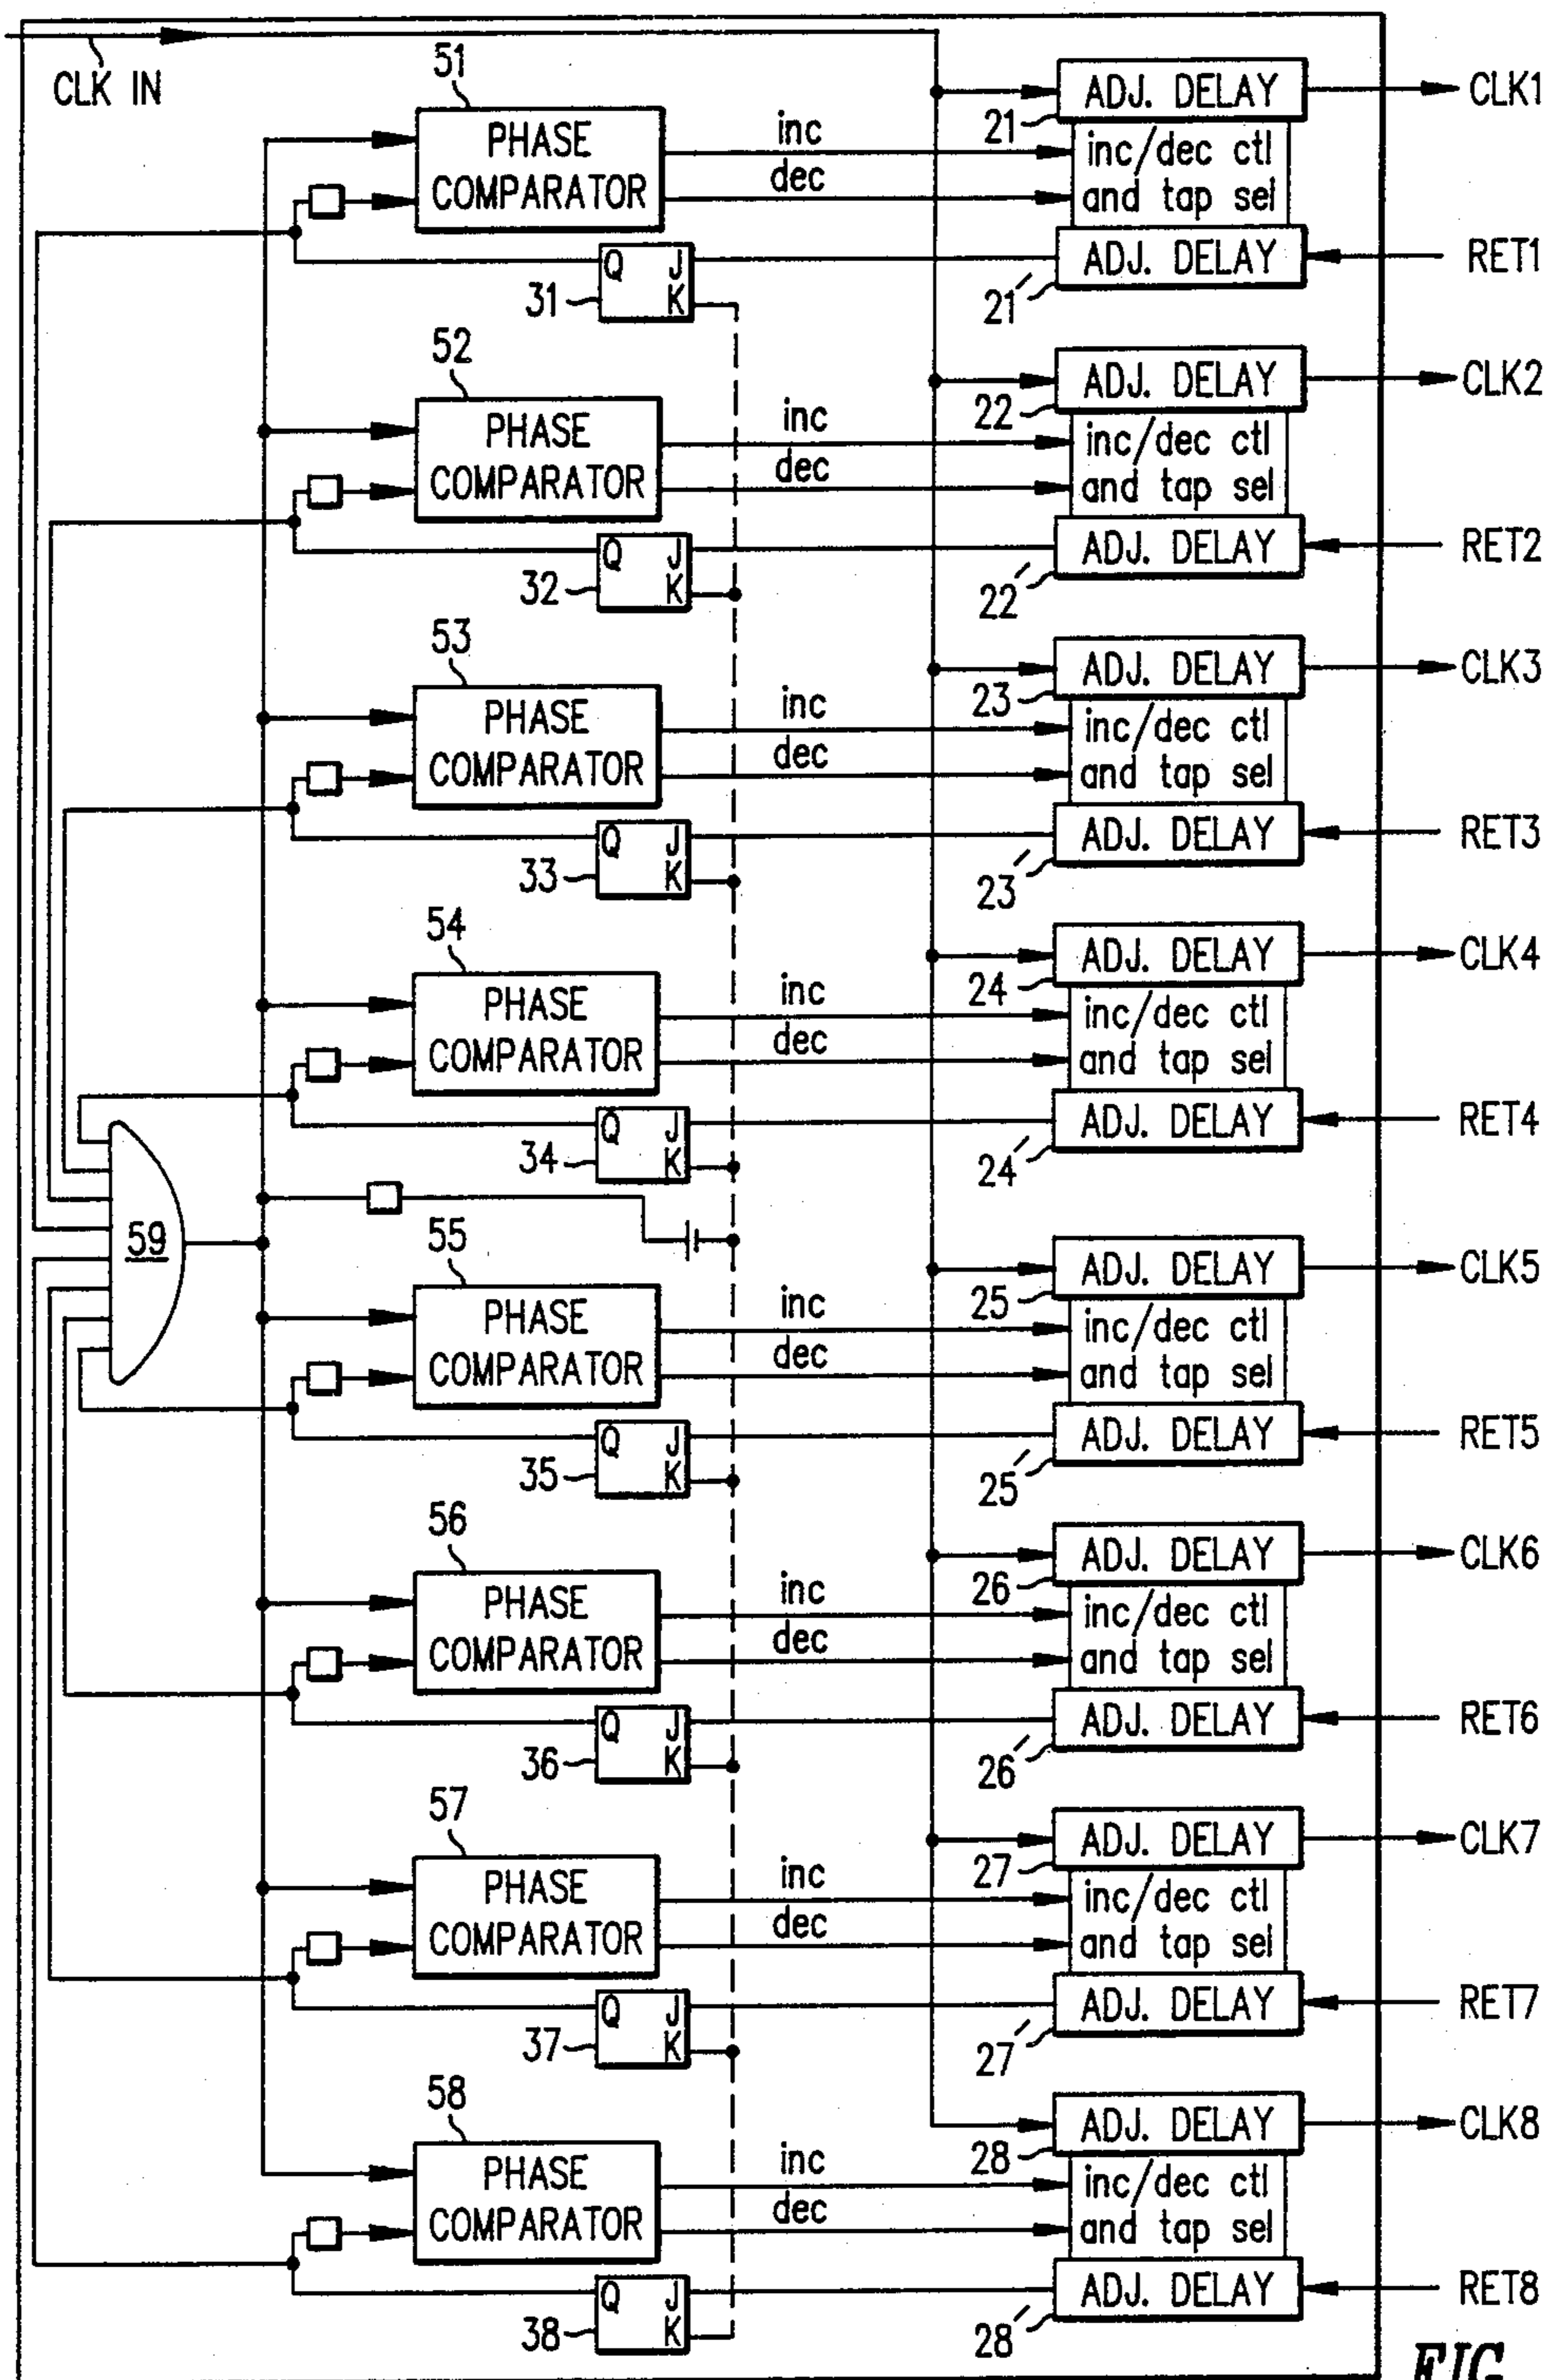 CLK IN
51
PHASE
COMPARATOR
inc
dec
ADJ. DELAY
CLK1
21
inc/dec ctl
and tap sel
ADJ. DELAY
RET1
21′
Q J
K
31
52
PHASE
COMPARATOR
inc
dec
ADJ. DELAY
CLK2
22
inc/dec ctl
and tap sel
ADJ. DELAY
RET2
22′
Q J
K
32
53
PHASE
COMPARATOR
inc
dec
ADJ. DELAY
CLK3
23
inc/dec ctl
and tap sel
ADJ. DELAY
RET3
23′
Q J
K
33
54
PHASE
COMPARATOR
inc
dec
ADJ. DELAY
CLK4
24
inc/dec ctl
and tap sel
ADJ. DELAY
RET4
24′
Q J
K
34
59
55
PHASE
COMPARATOR
inc
dec
ADJ. DELAY
CLK5
25
inc/dec ctl
and tap sel
ADJ. DELAY
RET5
25′
Q J
K
35
56
PHASE
COMPARATOR
inc
dec
ADJ. DELAY
CLK6
26
inc/dec ctl
and tap sel
ADJ. DELAY
RET6
26′
Q J
K
36
57
PHASE
COMPARATOR
inc
dec
ADJ. DELAY
CLK7
27
inc/dec ctl
and tap sel
ADJ. DELAY
RET7
27′
Q J
K
37
58
PHASE
COMPARATOR
inc
dec
ADJ. DELAY
CLK8
28
inc/dec ctl
and tap sel
ADJ. DELAY
RET8
28′
Q J
K
38
FIG